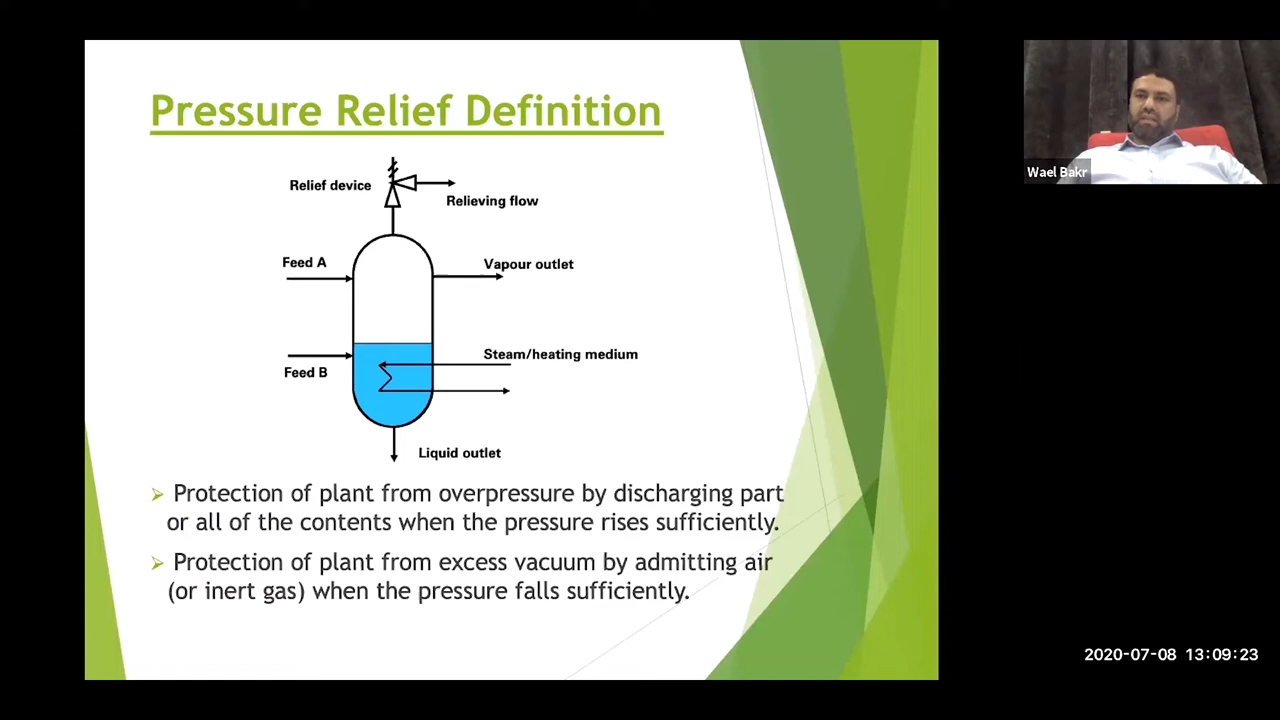 Pressure Relief Definition
Relief device
Relieving flow
Feed A
Vapour outlet
Steam/heating medium
Feed B
Liquid outlet
➢ Protection of plant from overpressure by discharging part
or all of the contents when the pressure rises sufficiently.
➢ Protection of plant from excess vacuum by admitting air
(or inert gas) when the pressure falls sufficiently.
Wael Bakr
2020-07-08 13:09:23